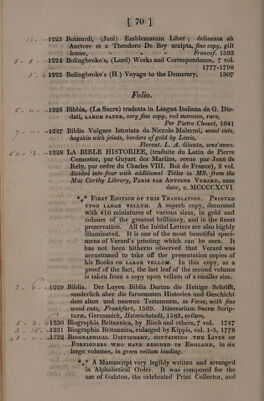 [ 70 ]
1223 Boissardi, (Jani) Emblematum Liber; delineata ab
Auctore et a Theodoro De Bry sculpta, fine copy, gilt
leaves, Francof. 1593
1224 Bolingbroke's, (Lord) Works and Correspondence, 7 vol.
1777-1798
1225 Bolingbroke's (H.) Voyage to the Demerary, 1807
Folio.
1226 Bibbia, (La Sacra) tradotta in Lingua Italiana da G. Dio-
dati, LARGE PAPER, very fine copy, red morocco, rare,
Per Pietro Chouet, 1641.
1227 Biblia Vulgare Istoriata da Niccolo Malermi, wood cuts,
Hogskin with joints, borders of gold by Lewis,
Florent. L. A. Giunta, m/ann.
1228 LA BIBLE HISTORIEE, (traduite du Latin de Pierre
Comestor, par Guyart des Marlins, revue par Jean de
Rely, par ordre du Charles VIII. Roi de France), 2 vol.
divided into four with additional Titles in MS. from the
Mac Carthy Library, PARIS PAR ANTOINE VERARD, sans
date, c. MCCCCXCVI.
*** FIRST EDITION OF THIS TRANSLATION. PRINTED
UPON LARGE VELLUM. A superb copy, decorated
with 410 miniatures of various sizes, in gold and
colours of the greatest brilliancy, and in the finest
preservation. All the Initial Letters are also highly
illuminated. It is one of the most beautiful speci-
mens of Verard's printing which can be seen. It
has not been hitherto observed that Verard was
accustomed to take off the presentation copies of
his Books ON LARGE VELLUM. In this copy, as a
proof of the fact, the last leaf of the second volume
is taken from a copy upon vellum of a smaller size.
1229 Biblia. Der Layen Biblia Darinn die Heitige Schrift,
sonderlich aber die furnemsten Historien und Geschicht
dess alten und newen Testaments, in Verse, with fine
wood cuts, Frankfurt, 1569. Itinerarium Sacræ Scrip-
turæ, Germanicè, Heinrichstadt, 1583, vellum.
1230 Biographia Britannica, by Birch and others, 7 vol. 1747
1231 Biographia Britannica, enlarged by Kippis, vol. 1-5, 1778
1232 BIOGRAPHICAL DICTIONARY, CONTAINING THE LIVES OF
FOREIGNERS WHO HAVE RESIDED IN ENGLAND, in six
large volumes, in green vellum binding.
*** A Manuscript very legibly written and arranged
in Alphabetical Order. It was composed for the
use of Gulston, the celebrated Print Collector, and